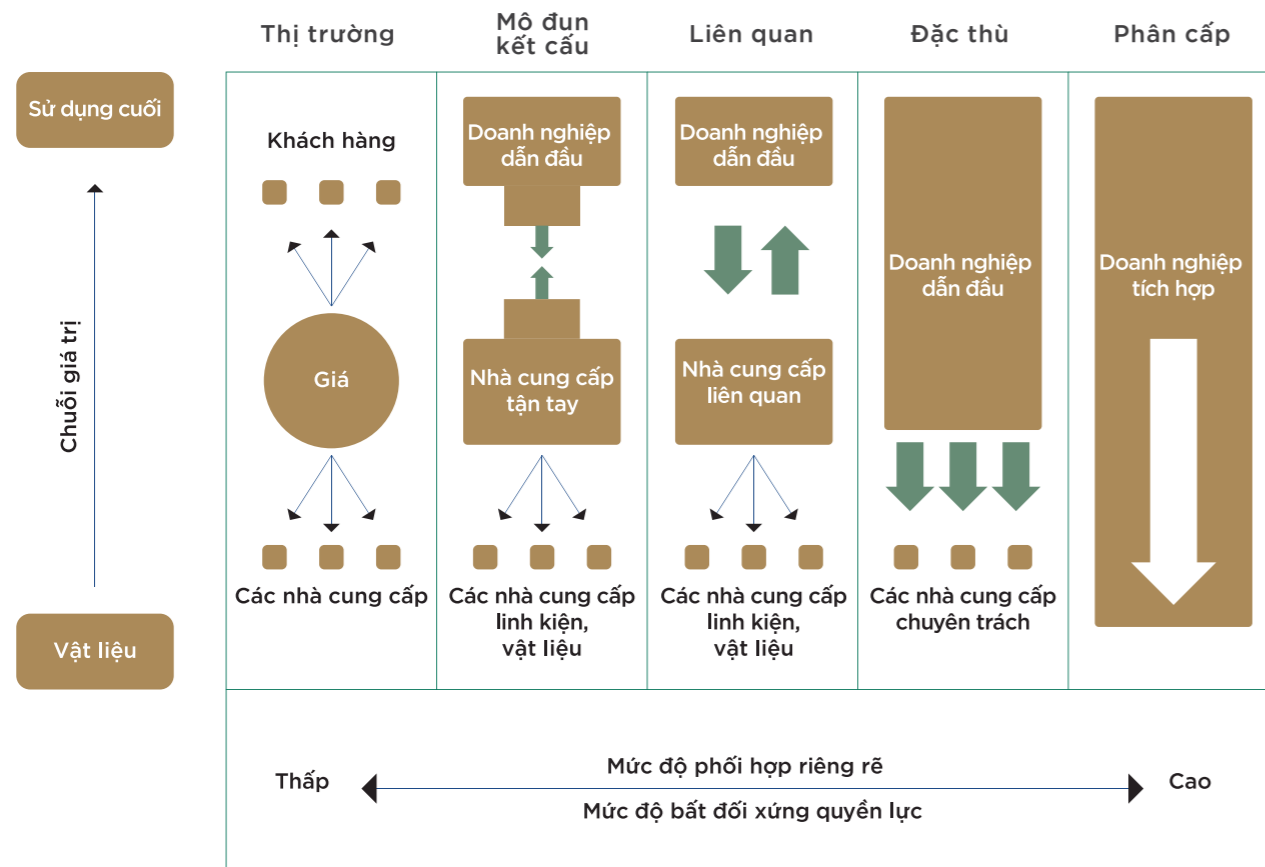 Thị trường
Mô đun
kết cấu
Liên quan
Đặc thù
Phân cấp
Sử dụng cuối
Chuỗi giá trị
Vật liệu
Khách hàng
Giá
Các nhà cung cấp
Doanh nghiệp
dẫn đầu
Nhà cung cấp
tận tay
Các nhà cung cấp
linh kiện,
vật liệu
Doanh nghiệp
dẫn đầu
Nhà cung cấp
liên quan
Các nhà cung cấp
linh kiện,
vật liệu
Doanh nghiệp
dẫn đầu
Các nhà cung cấp
chuyên trách
Doanh nghiệp
tích hợp
Thấp
Mức độ phối hợp riêng rẽ
Mức độ bất đối xứng quyền lực
Cao